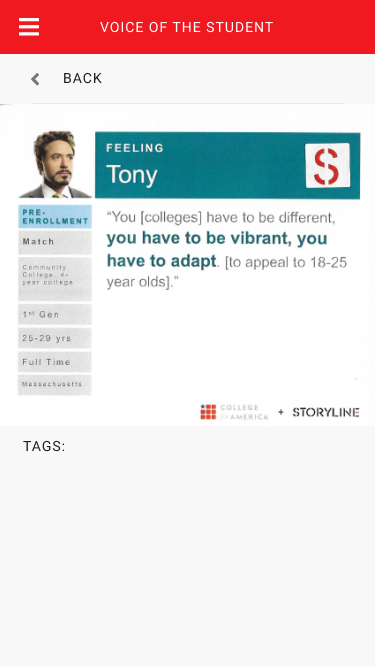 VOICE OF THE STUDENT
BACK
FEELING
Tony
S
PRE-
ENROLLMENT
Match
Community
College, 4-
year college
1st Gen
25-29 yrs
Full Time
Massachusetts
“You [colleges] have to be different,
you have to be vibrant, you
have to adapt. [to appeal to 18-25
year olds].”
COLLEGE
for AMERICA
+ STORYLINE
TAGS: